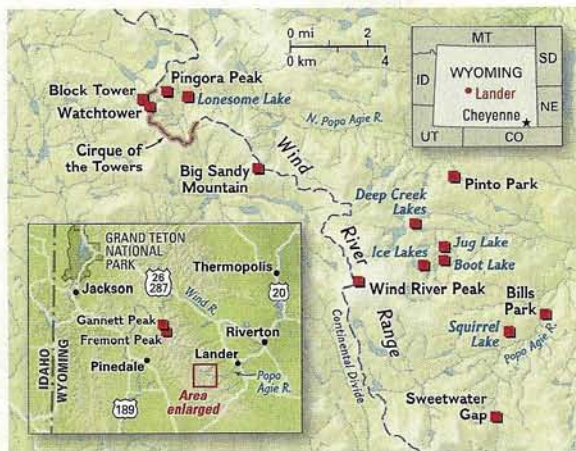 0 mi 2
0 km 4
MT
SD
ID
WYOMING
Lander
Cheyenne
NE
UT
CO
Block Tower
Watchtower
Pingora Peak
Lonesome Lake
N. Popo Agie R.
Cirque of
the Towers
Big Sandy
Mountain
Wind
River
Range
Continental Divide
Pinto Park
Deep Creek
Lakes
Jug Lake
Ice Lakes
Boot Lake
Wind River Peak
Bills
Park
Squirrel
Lake
Popo Agie R.
Sweetwater
Gap
GRAND TETON
NATIONAL
PARK
26
287
Thermopolis
20
Jackson
Wind R.
Gannett Peak
Fremont Peak
Riverton
Lander
Pinedale
Popo
Agie R.
Area
enlarged
IDAHO
WYOMING
189